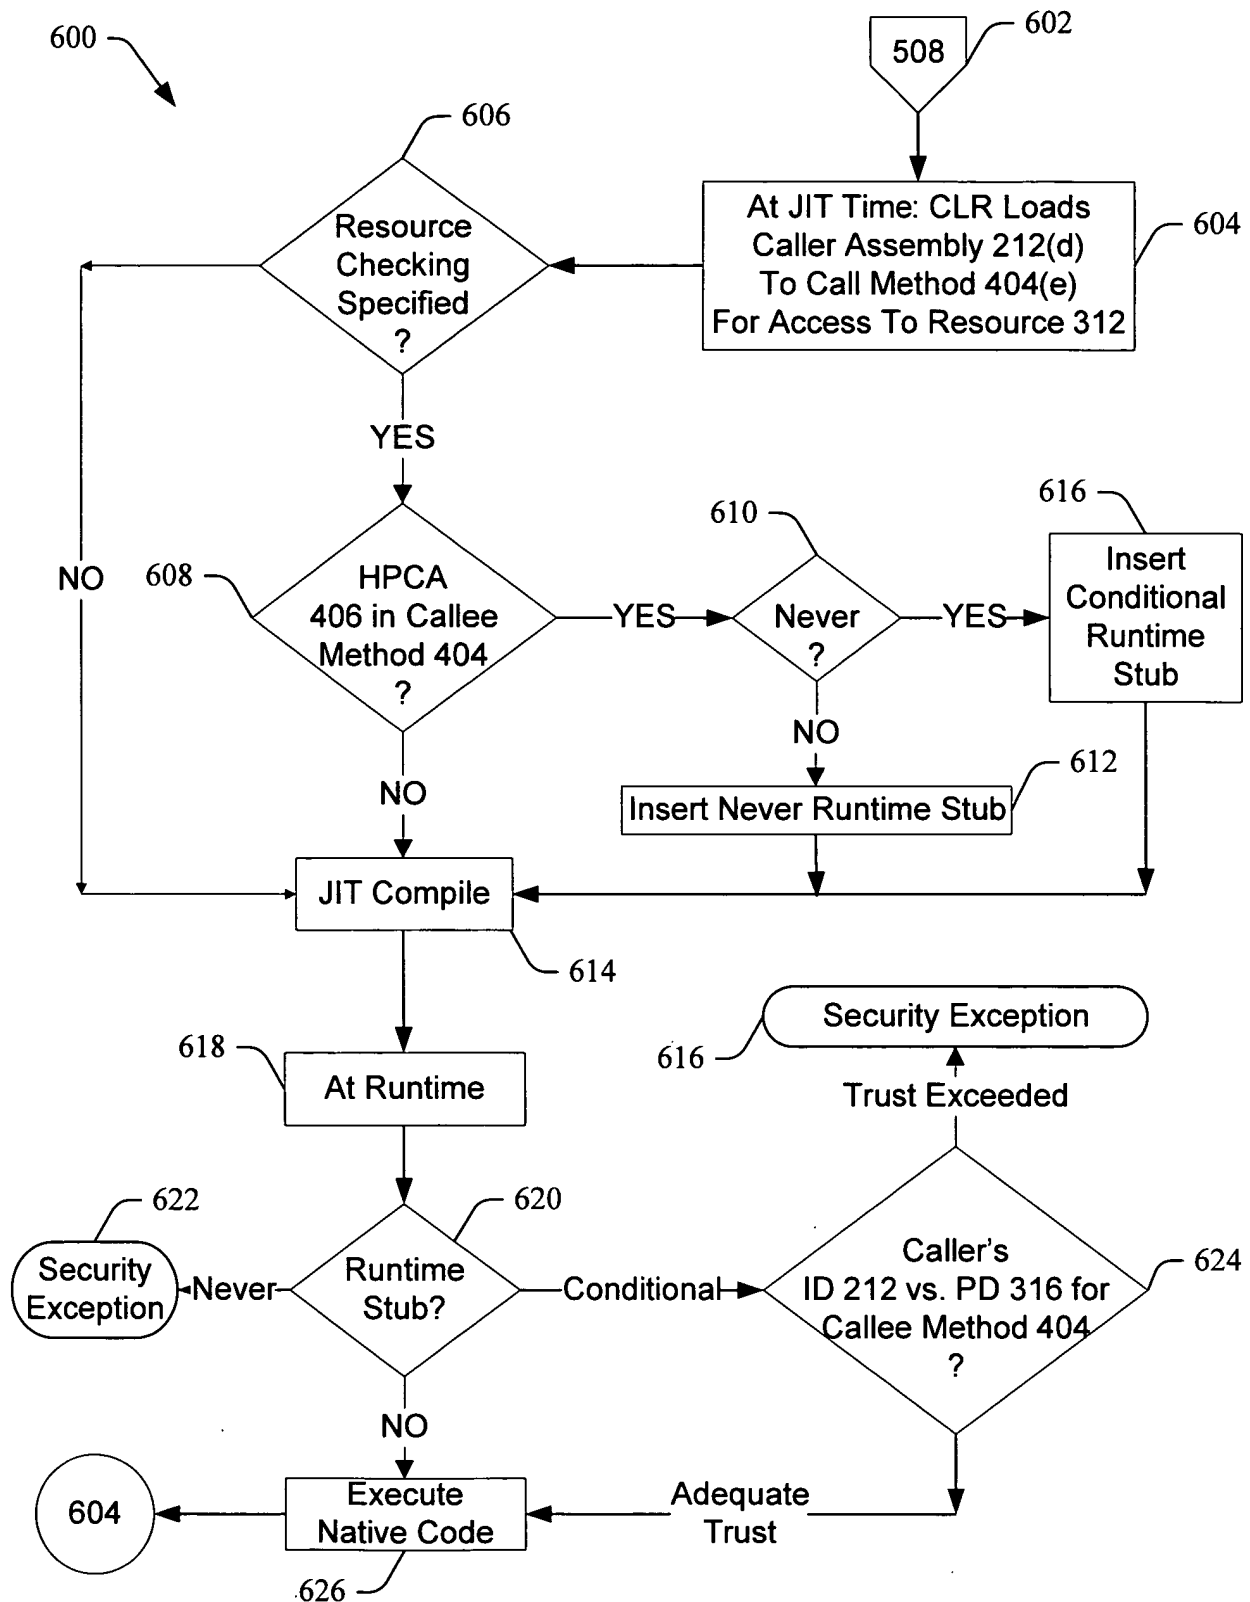 600
508
602
606
At JIT Time: CLR Loads
Caller Assembly 212(d)
To Call Method 404(e)
For Access To Resource 312
604
Resource
Checking
Specified
?
YES
NO
608
HPCA
406 in Callee
Method 404
?
YES
610
Never
?
YES
616
Insert
Conditional
Runtime
Stub
NO
NO
612
Insert Never Runtime Stub
JIT Compile
614
618
At Runtime
Security Exception
616
Trust Exceeded
622
Security
Exception
Never
620
Runtime
Stub?
Conditional
Caller's
ID 212 vs. PD 316 for
Callee Method 404
?
624
NO
604
Execute
Native Code
Adequate
Trust
626